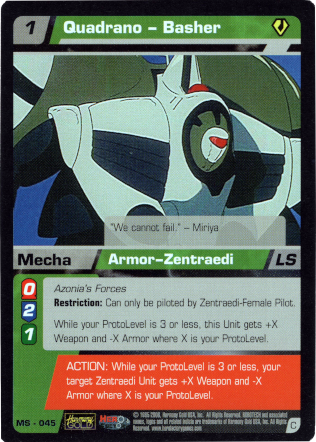 1 Quadrano – Basher
"We cannot fail." – Miriya
Mecha Armor–Zentraedi LS
0
2
1
Azonia's Forces
Restriction: Can only be piloted by Zentraedi-Female Pilot.
While your ProtoLevel is 3 or less, this Unit gets +X
Weapon and -X Armor where X is your ProtoLevel.
ACTION: While your ProtoLevel is 3 or less, your
target Zentraedi Unit gets +X Weapon and -X
Armor where X is your ProtoLevel.
MS - 045
Harmony
GOLD
C